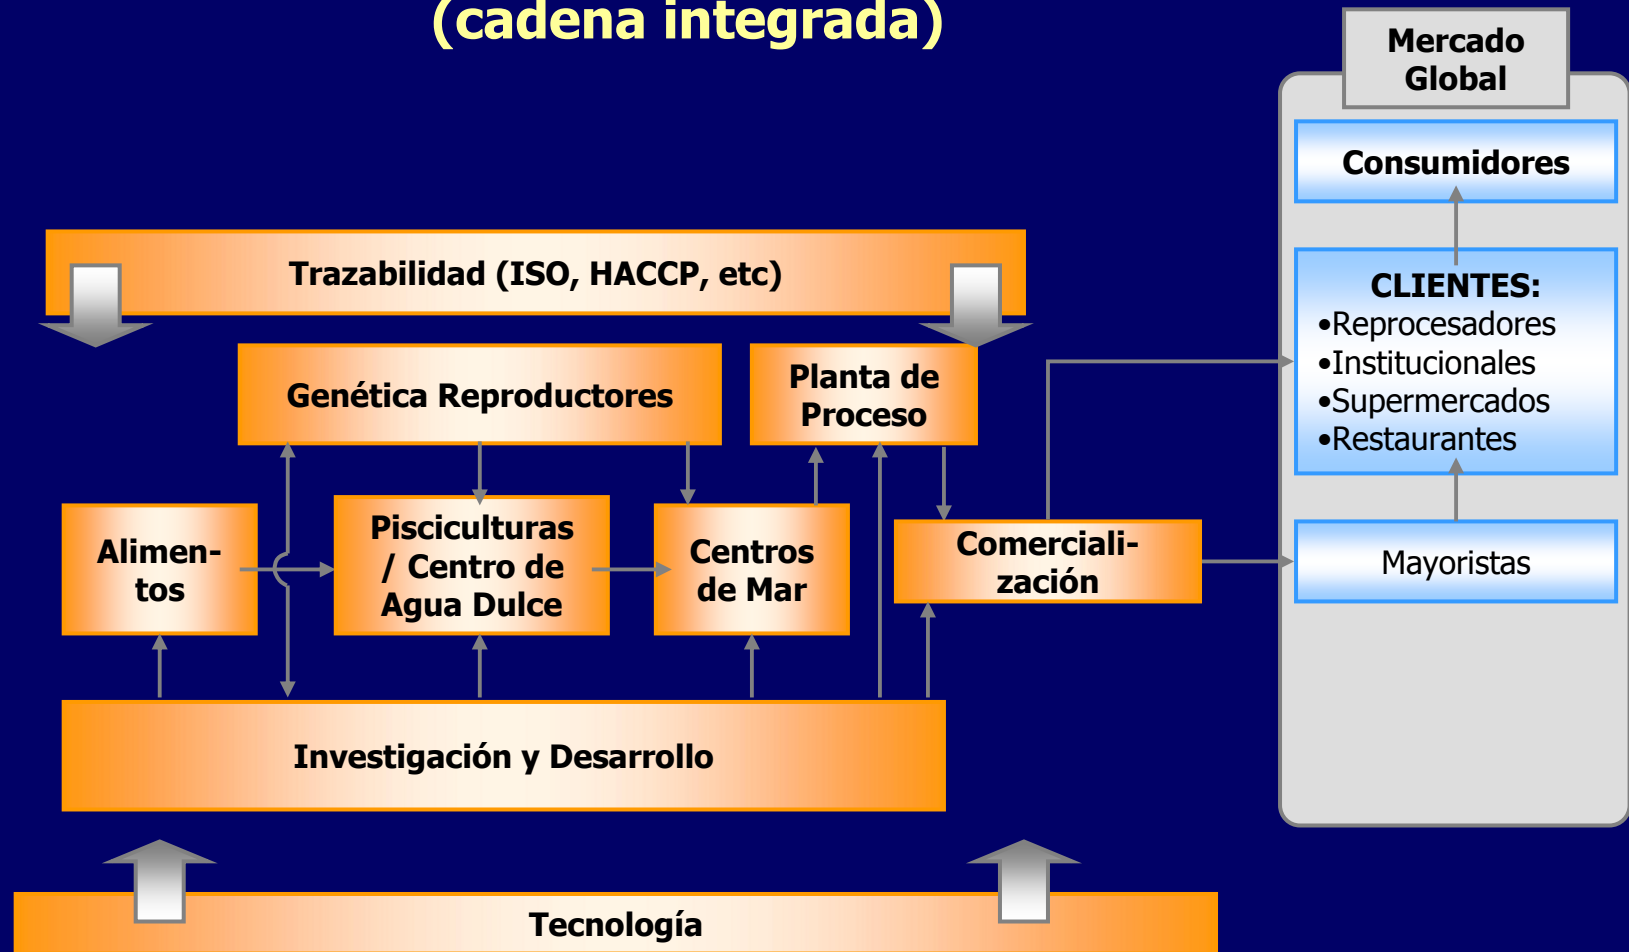 (cadena integrada)
Mercado
Global
Consumidores
Trazabilidad (ISO, HACCP, etc)
CLIENTES:
•Reprocesadores
•Institucionales
•Supermercados
•Restaurantes
Genética Reproductores
Planta de
Proceso
Alimen-
tos
Pisciculturas
/ Centro de
Agua Dulce
Centros
de Mar
Comerciali-
zación
Mayoristas
Investigación y Desarrollo
Tecnología